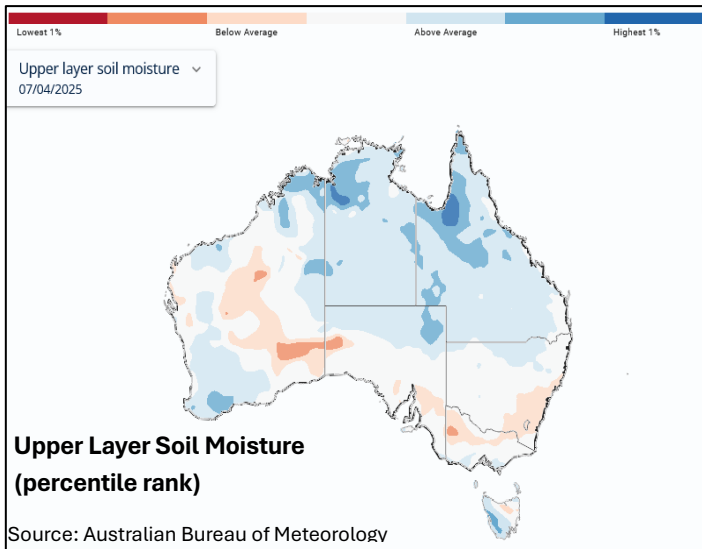 Lowest 1% Below Average Above Average Highest 1%
Upper layer soil moisture
07/04/2025
Upper Layer Soil Moisture
(percentile rank)
Source: Australian Bureau of Meteorology